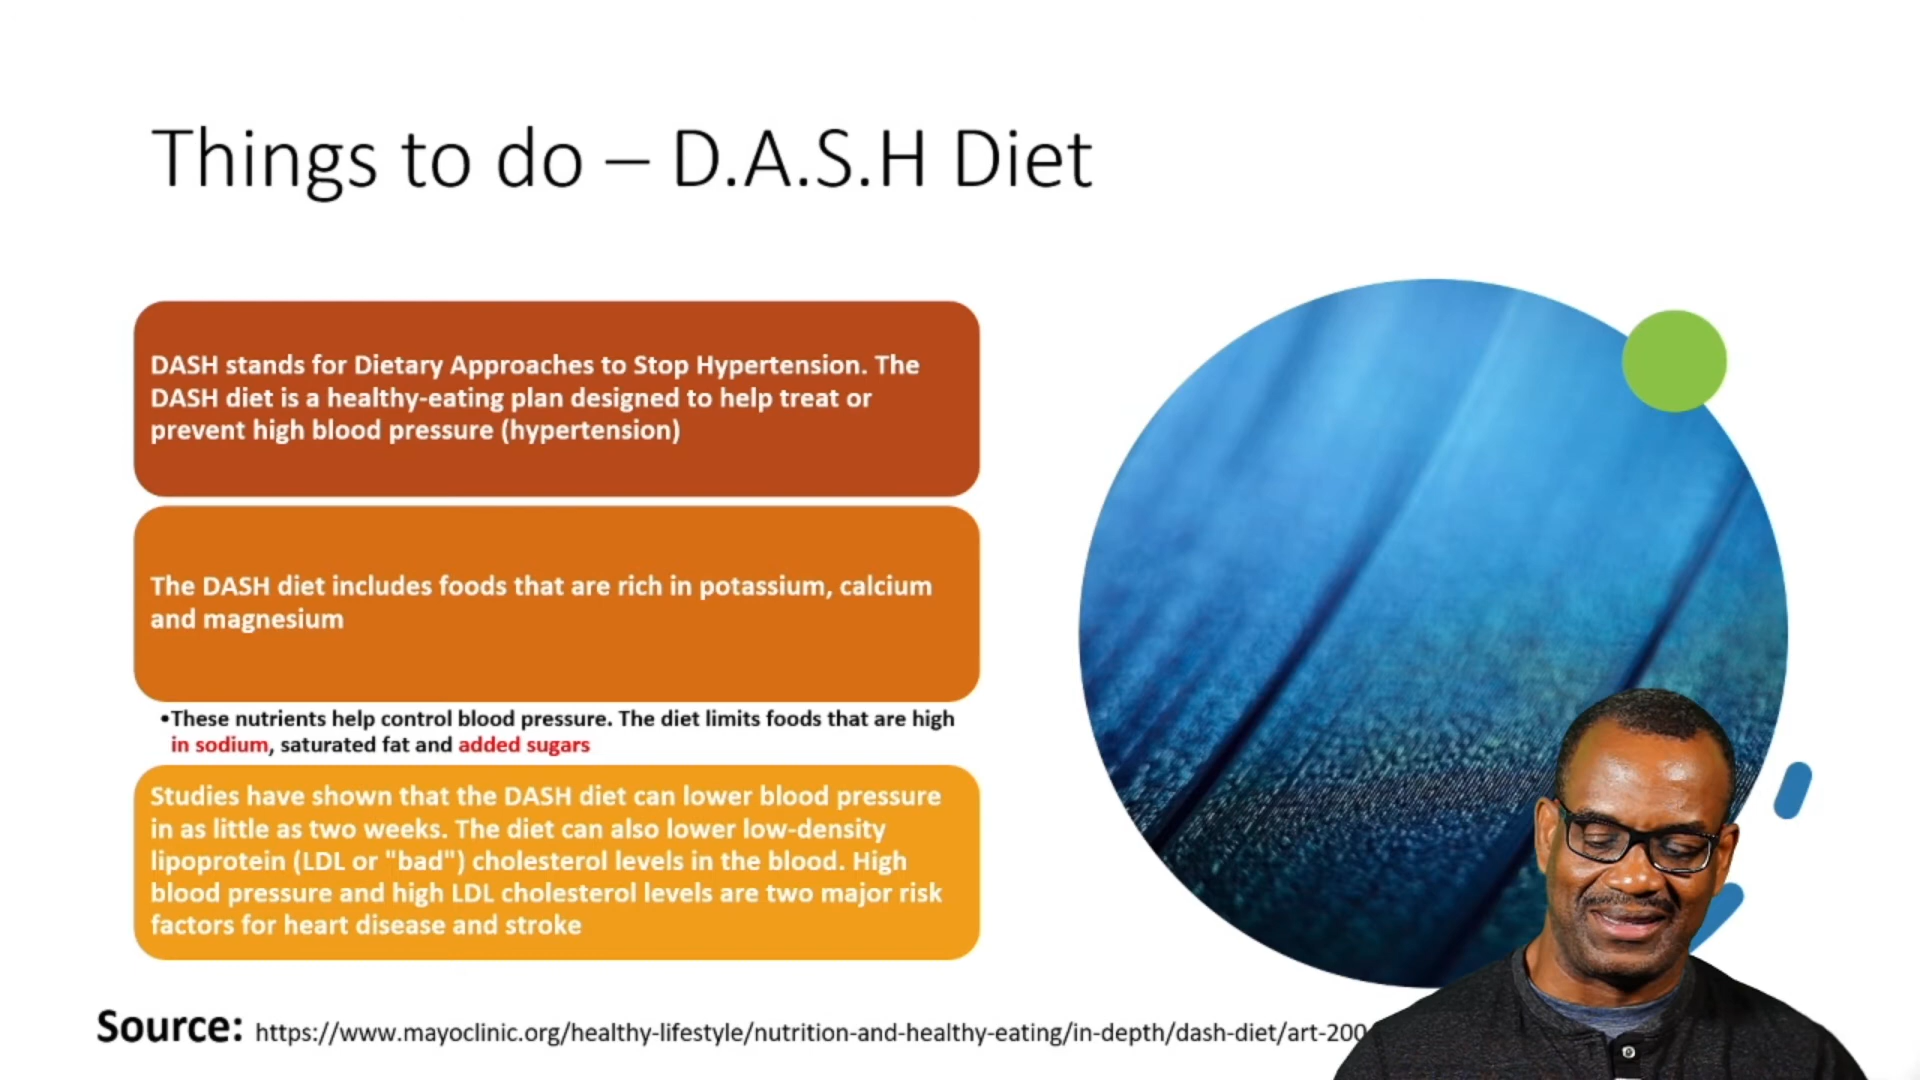 Things to do – D.A.S.H Diet
DASH stands for Dietary Approaches to Stop Hypertension. The
DASH diet is a healthy-eating plan designed to help treat or
prevent high blood pressure (hypertension)
The DASH diet includes foods that are rich in potassium, calcium
and magnesium
•These nutrients help control blood pressure. The diet limits foods that are high
in sodium, saturated fat and added sugars
Studies have shown that the DASH diet can lower blood pressure
in as little as two weeks. The diet can also lower low-density
lipoprotein (LDL or "bad") cholesterol levels in the blood. High
blood pressure and high LDL cholesterol levels are two major risk
factors for heart disease and stroke
Source: https://www.mayoclinic.org/healthy-lifestyle/nutrition-and-healthy-eating/in-depth/dash-diet/art-200